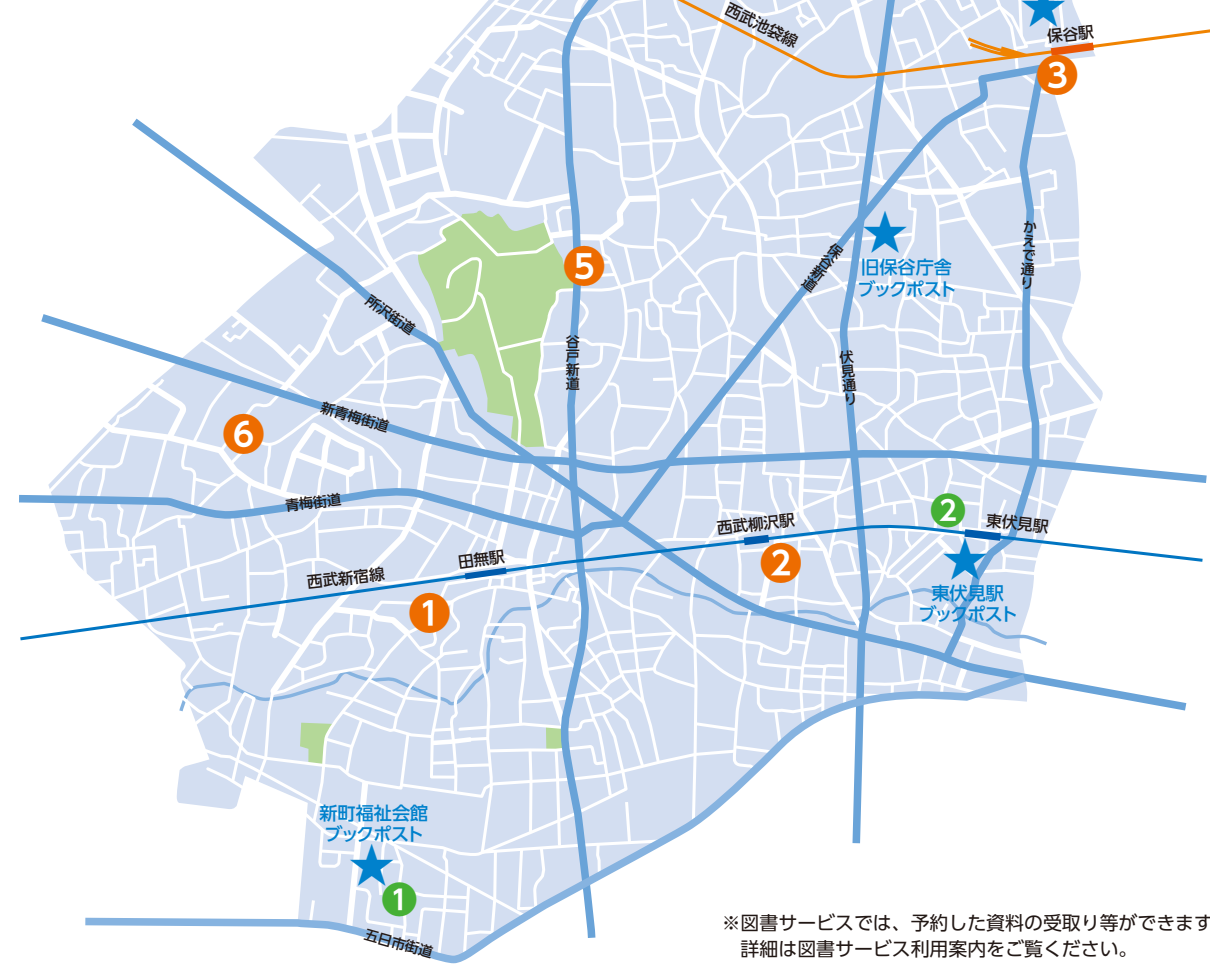 西武池袋線
保谷駅
3
かえで通り
旧保谷庁舎
ブックポスト
保谷新道
5
所沢街道
谷戸新道
伏見通り
新青梅街道
6
青梅街道
2
東伏見駅
西武柳沢駅
田無駅
2
西武新宿線
東伏見駅
ブックポスト
1
新町福祉会館
ブックポスト
1
五日市街道
※図書サービスでは、予約した資料の受取り等ができます
詳細は図書サービス利用案内をご覧ください。